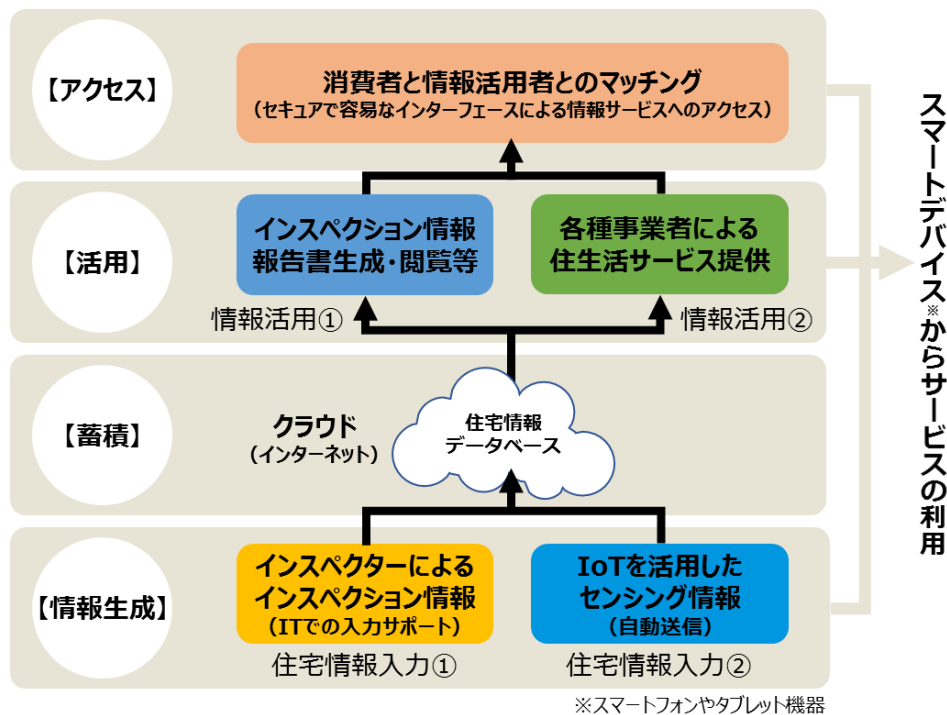 【アクセス】
消費者と情報活用者とのマッチング
(セキュアで容易なインターフェースによる情報サービスへのアクセス)
【活用】
インスペクション情報
報告書生成・閲覧等
各種事業者による
住生活サービス提供
情報活用①
情報活用②
【蓄積】
クラウド
(インターネット)
住宅情報
データベース
【情報生成】
インスペクターによる
インスペクション情報
(ITでの入力サポート)
IoTを活用した
センシング情報
(自動送信)
住宅情報入力①
住宅情報入力②
スマートデバイス※からサービスの利用
※スマートフォンやタブレット機器